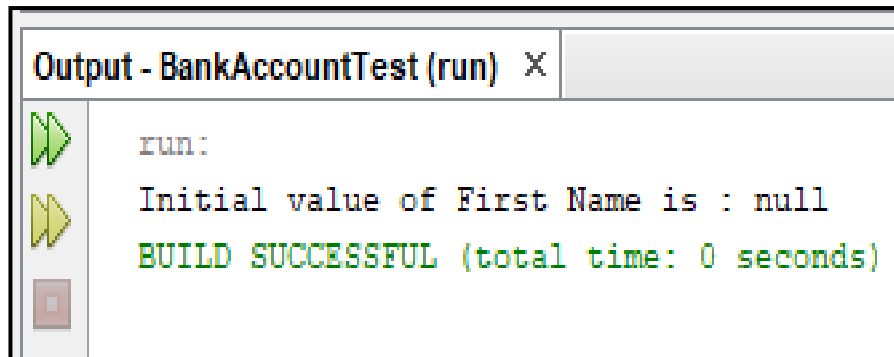 Output - BankAccountTest (run) X
run:
Initial value of First Name is : null
BUILD SUCCESSFUL (total time: 0 seconds)